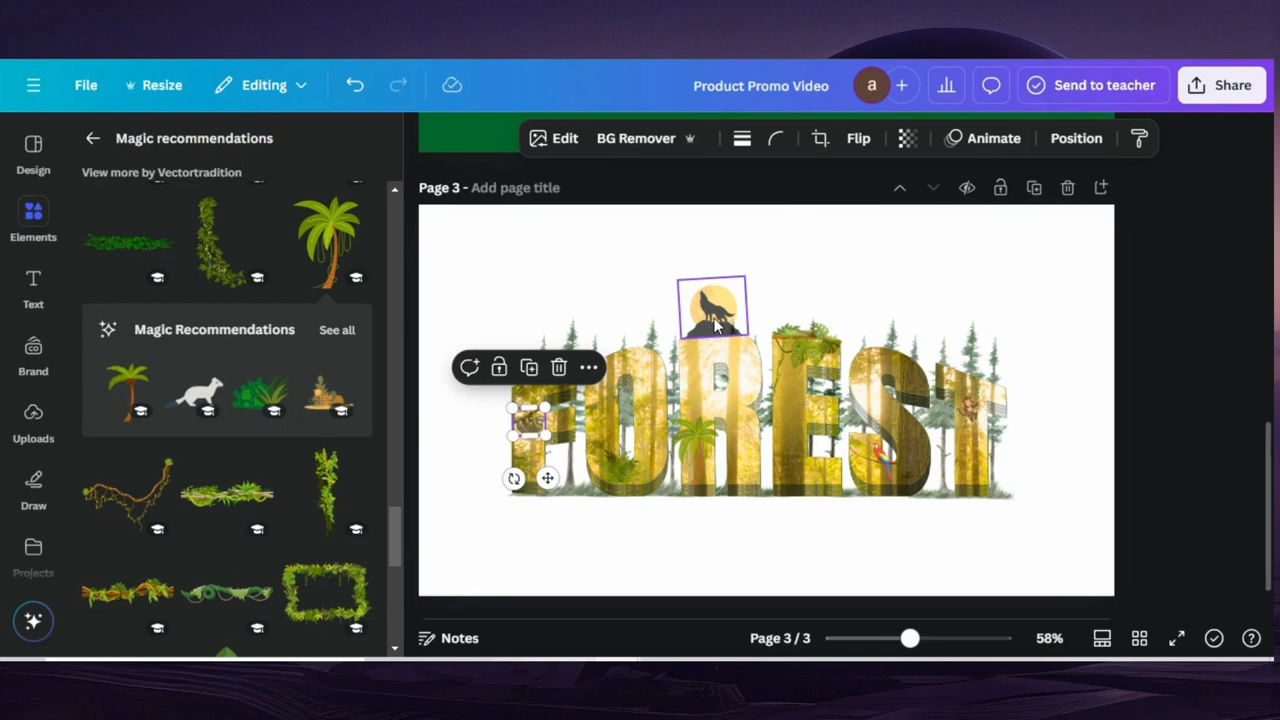 File
Resize
Editing
Product Promo Video
a
Send to teacher
Share
Design
Elements
Text
Brand
Uploads
Draw
Projects
CO
Magic recommendations
View more by Vectortradition
Magic Recommendations
See all
Edit
BG Remover
Flip
Animate
Position
Page 3 - Add page title
FOREST
Notes
Page 3 / 3
58%